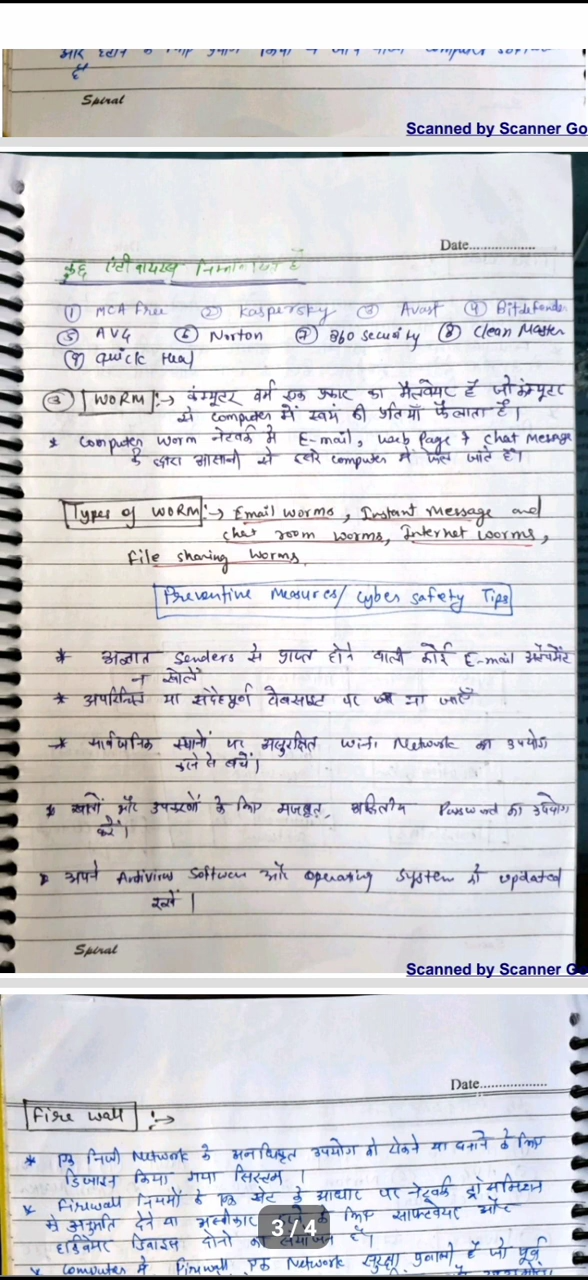 और हटाने के लिए प्रयोग किया जाने वाला computer software
है
Spiral
Scanned by Scanner Go
Date..................
कुछ एंटी वायरस निम्नलिखित हैं
① MCA free ② Kaspersky ③ Avast ④ Bitdefender
⑤ AVG ⑥ Norton ⑦ 360 security ⑧ Clean Master
⑨ Quick Heal
③ WORM :→ कंप्यूटर वर्म एक प्रकार का मैलवेयर है जो कंप्यूटर
से computer में स्वयं की प्रतियाँ फैलाता है।
* Computer worm नेटवर्क में E-mail, web Page + chat Message
के द्वारा आसानी से दूसरे computer में फैल जाते हैं।
Types of WORM :→ Email worms, Instant Message and
chat room worms, Internet worms,
File sharing worms.
Preventive Measures/ cyber safety Tips
* अज्ञात Senders से प्राप्त होने वाली कोई E-mail अटैचमेंट
न खोलें
* अपरिचित या संदेहपूर्ण वेबसाइट पर ना जाएँ
* सार्वजनिक स्थानों पर असुरक्षित wifi Network का उपयोग
करने से बचें।
* खातों और उपकरणों के लिए मजबूत, अद्वितीय Password का उपयोग
करें।
* अपने Antivirus Software और Operating System को updated
रखें।
Spiral
Scanned by Scanner Go
Date..................
Fire wall :→
* एक निजी Network के अनधिकृत उपयोग को रोकने या बनाने के लिए
डिजाइन किया गया सिस्टम।
* Firewall नियमों के एक सेट के आधार पर नेटवर्क ट्रांसमिशन
को अनुमति देने या अस्वीकार करने के लिए साफ्टवेयर और
हार्डवेयर डिवाइस दोनों का संयोजन है।
3 / 4
* Computer में Firewall एक Network सुरक्षा प्रणाली है जो पूर्व